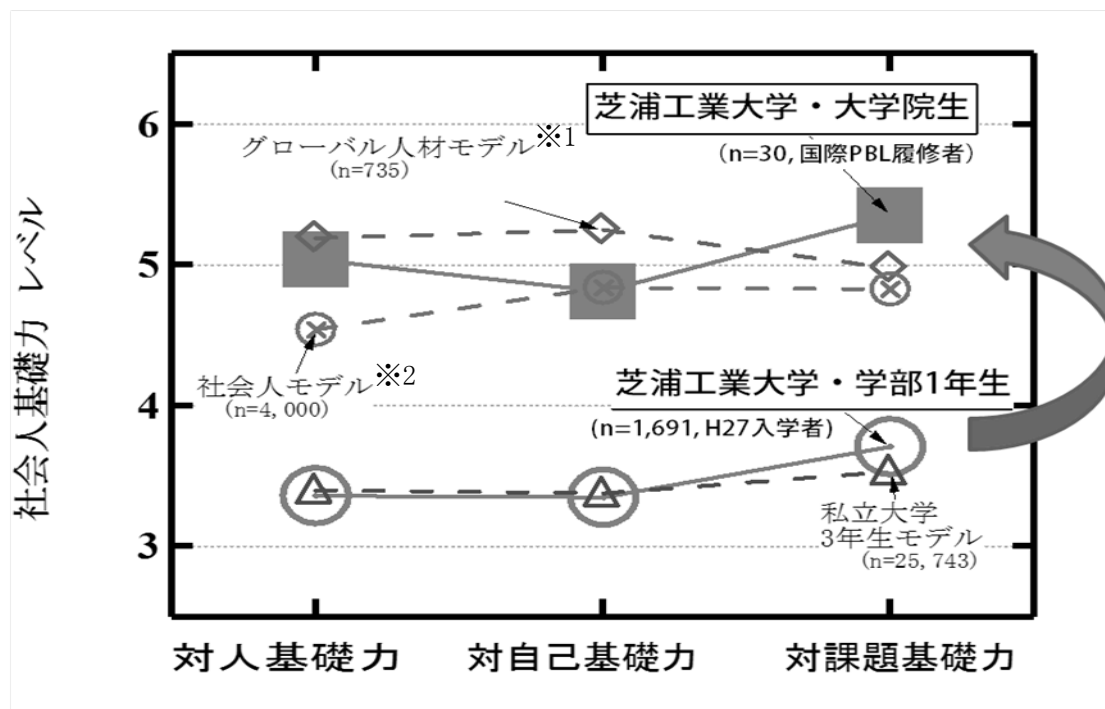 芝浦工業大学・大学院生
(n=30, 国際PBL履修者)
グローバル人材モデル※1
(n=735)
社会人モデル※2
(n=4,000)
芝浦工業大学・学部1年生
(n=1,691, H27入学者)
私立大学
3年生モデル
(n=25,743)
社会人基礎力 レベル
6
5
4
3
対人基礎力
対自己基礎力
対課題基礎力